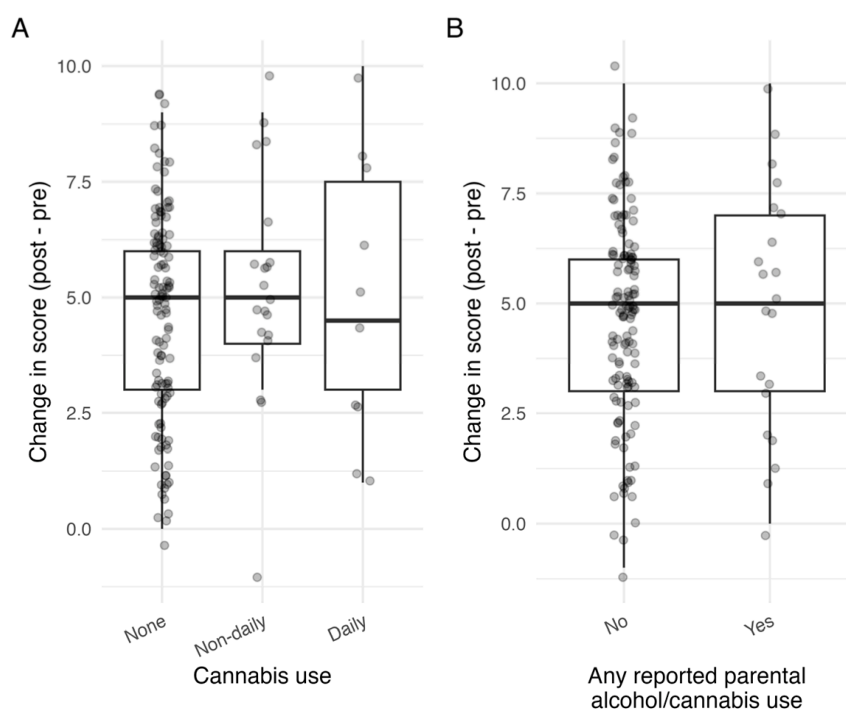 A
Change in score (post - pre)
10.0
7.5
5.0
2.5
0.0
None
Non-daily
Daily
Cannabis use
B
Change in score (post - pre)
10.0
7.5
5.0
2.5
0.0
No
Yes
Any reported parental
alcohol/cannabis use